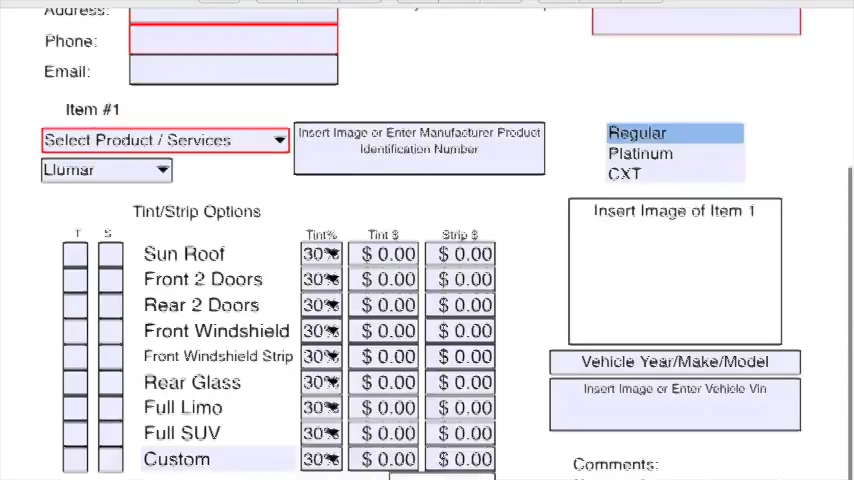 Address:
Phone:
Email:
Item #1
Select Product / Services
Insert Image or Enter Manufacturer Product
Identification Number
Regular
Platinum
CXT
Llumar
Tint/Strip Options
Insert Image of Item 1
T S Tint% Tint $ Strip $
Sun Roof 30% $ 0.00 $ 0.00
Front 2 Doors 30% $ 0.00 $ 0.00
Rear 2 Doors 30% $ 0.00 $ 0.00
Front Windshield 30% $ 0.00 $ 0.00
Front Windshield Strip 30% $ 0.00 $ 0.00
Vehicle Year/Make/Model
Rear Glass 30% $ 0.00 $ 0.00
Insert Image or Enter Vehicle Vin
Full Limo 30% $ 0.00 $ 0.00
Full SUV 30% $ 0.00 $ 0.00
Custom 30% $ 0.00 $ 0.00
Comments: